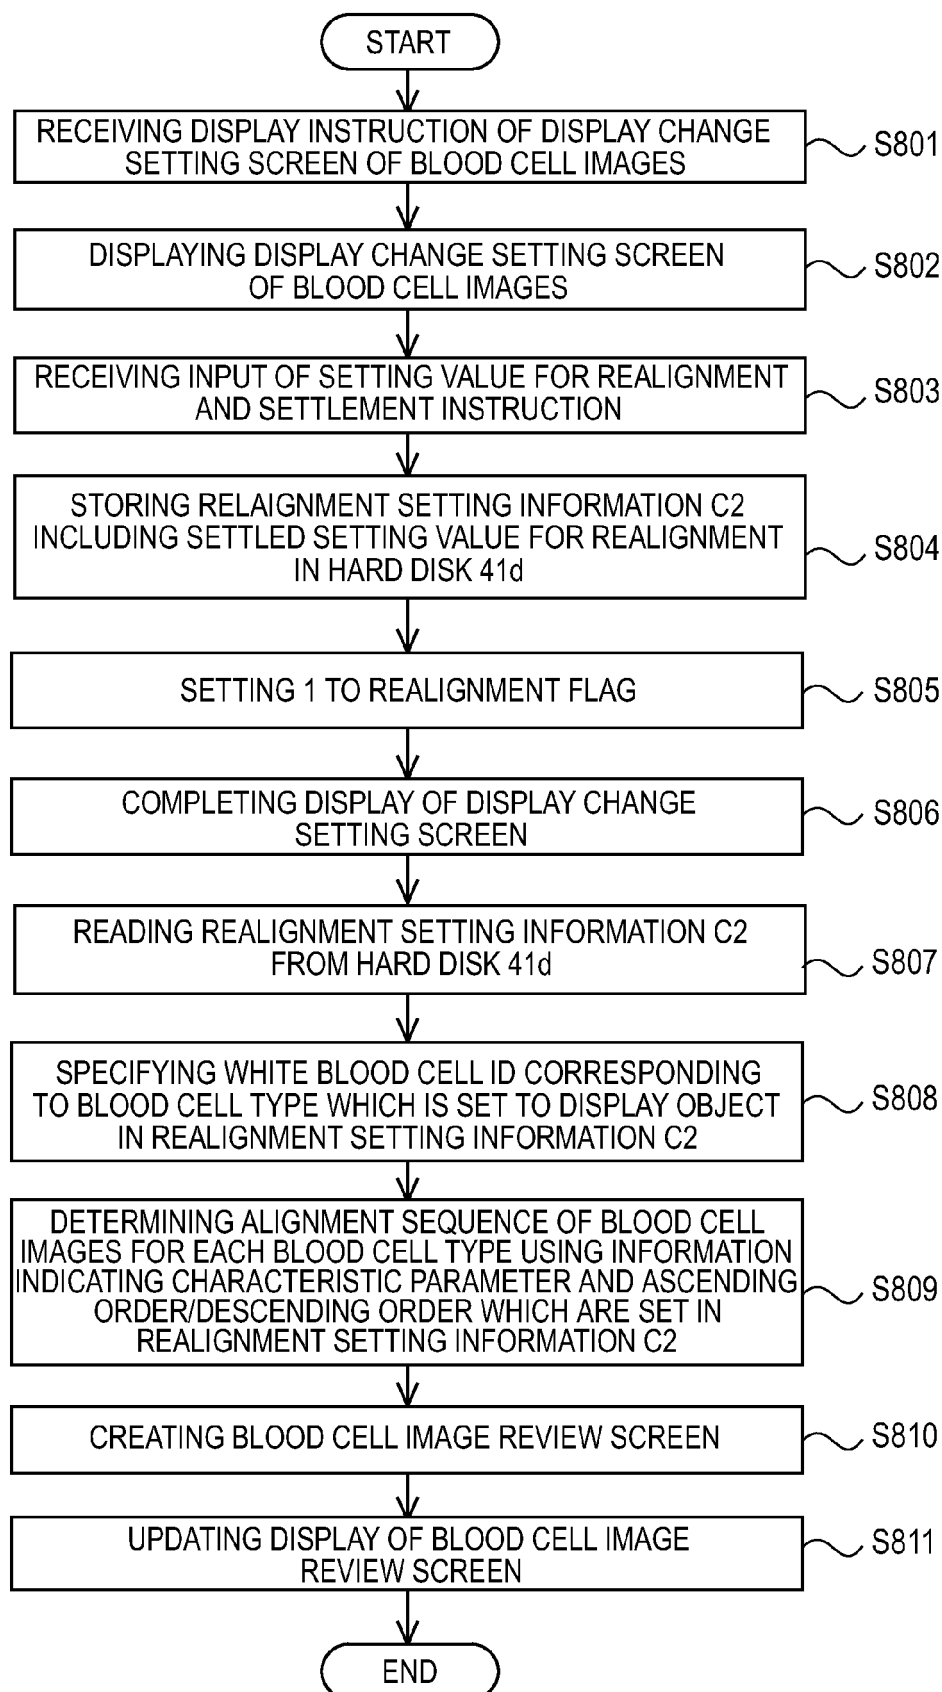 START
RECEIVING DISPLAY INSTRUCTION OF DISPLAY CHANGE
SETTING SCREEN OF BLOOD CELL IMAGES
S801
DISPLAYING DISPLAY CHANGE SETTING SCREEN
OF BLOOD CELL IMAGES
S802
RECEIVING INPUT OF SETTING VALUE FOR REALIGNMENT
AND SETTLEMENT INSTRUCTION
S803
STORING RELAIGNMENT SETTING INFORMATION C2
INCLUDING SETTLED SETTING VALUE FOR REALIGNMENT
IN HARD DISK 41d
S804
SETTING 1 TO REALIGNMENT FLAG
S805
COMPLETING DISPLAY OF DISPLAY CHANGE
SETTING SCREEN
S806
READING REALIGNMENT SETTING INFORMATION C2
FROM HARD DISK 41d
S807
SPECIFYING WHITE BLOOD CELL ID CORRESPONDING
TO BLOOD CELL TYPE WHICH IS SET TO DISPLAY OBJECT
IN REALIGNMENT SETTING INFORMATION C2
S808
DETERMINING ALIGNMENT SEQUENCE OF BLOOD CELL
IMAGES FOR EACH BLOOD CELL TYPE USING INFORMATION
INDICATING CHARACTERISTIC PARAMETER AND ASCENDING
ORDER/DESCENDING ORDER WHICH ARE SET IN
REALIGNMENT SETTING INFORMATION C2
S809
CREATING BLOOD CELL IMAGE REVIEW SCREEN
S810
UPDATING DISPLAY OF BLOOD CELL IMAGE
REVIEW SCREEN
S811
END